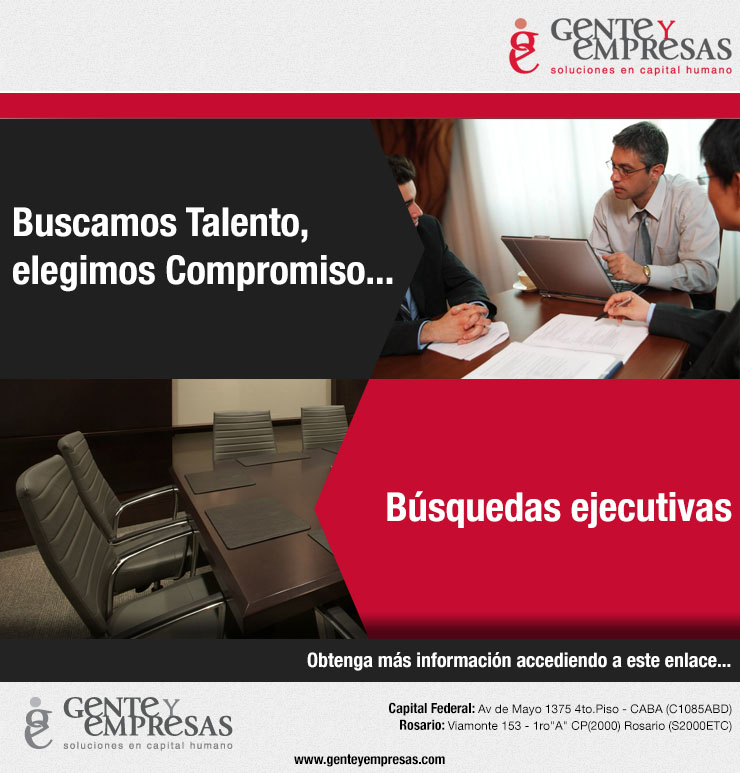 ge
GENTE Y
EMPRESAS
soluciones en capital humano
Buscamos Talento,
elegimos Compromiso...
Búsquedas ejecutivas
Obtenga más información accediendo a este enlace...
ge
GENTE Y
EMPRESAS
soluciones en capital humano
Capital Federal: Av de Mayo 1375 4to.Piso - CABA (C1085ABD)
Rosario: Viamonte 153 - 1ro"A" CP(2000) Rosario (S2000ETC)
www.genteyempresas.com